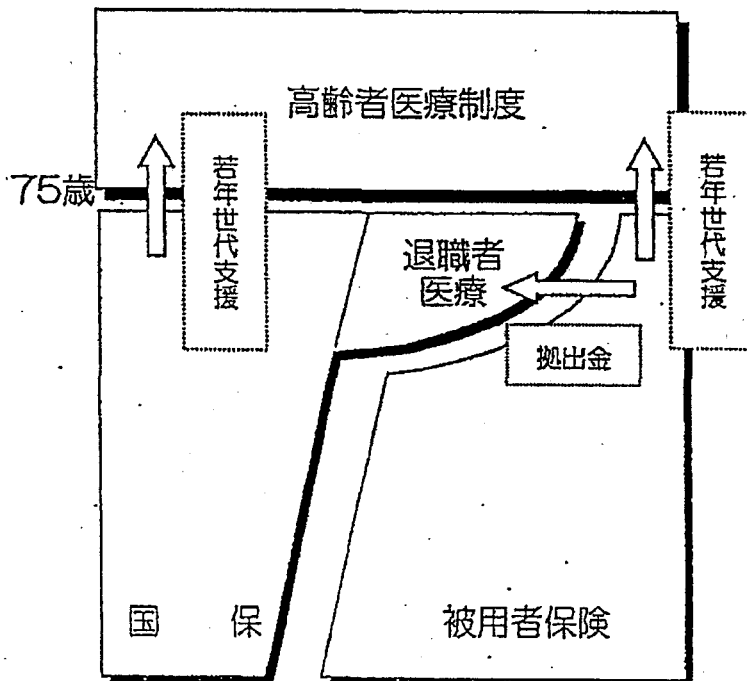 高齢者医療制度
若年世代支援
若年世代支援
75歳
退職者
医療
拠出金
国 保
被用者保険